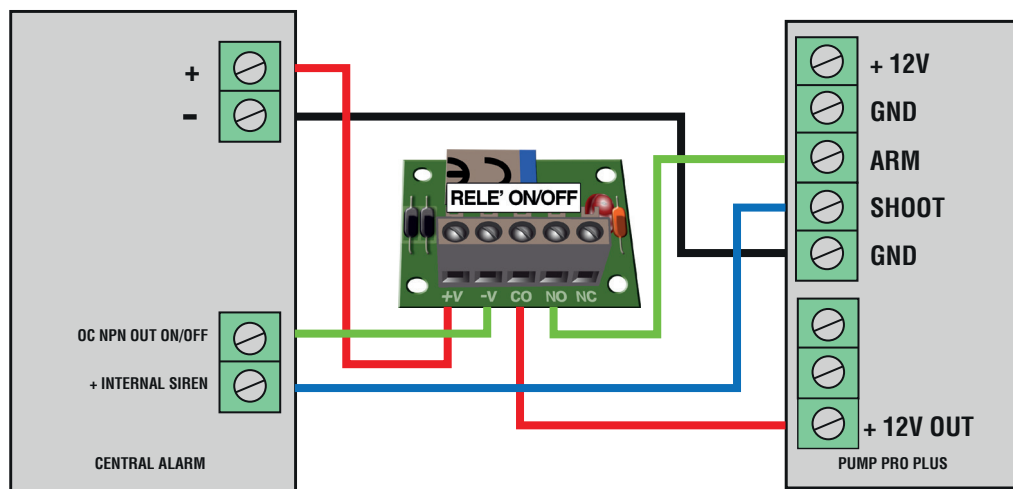 +
-
OC NPN OUT ON/OFF
+ INTERNAL SIREN
CENTRAL ALARM
RELE' ON/OFF
+V -V CO NO NC
+ 12V
GND
ARM
SHOOT
GND
+ 12V OUT
PUMP PRO PLUS